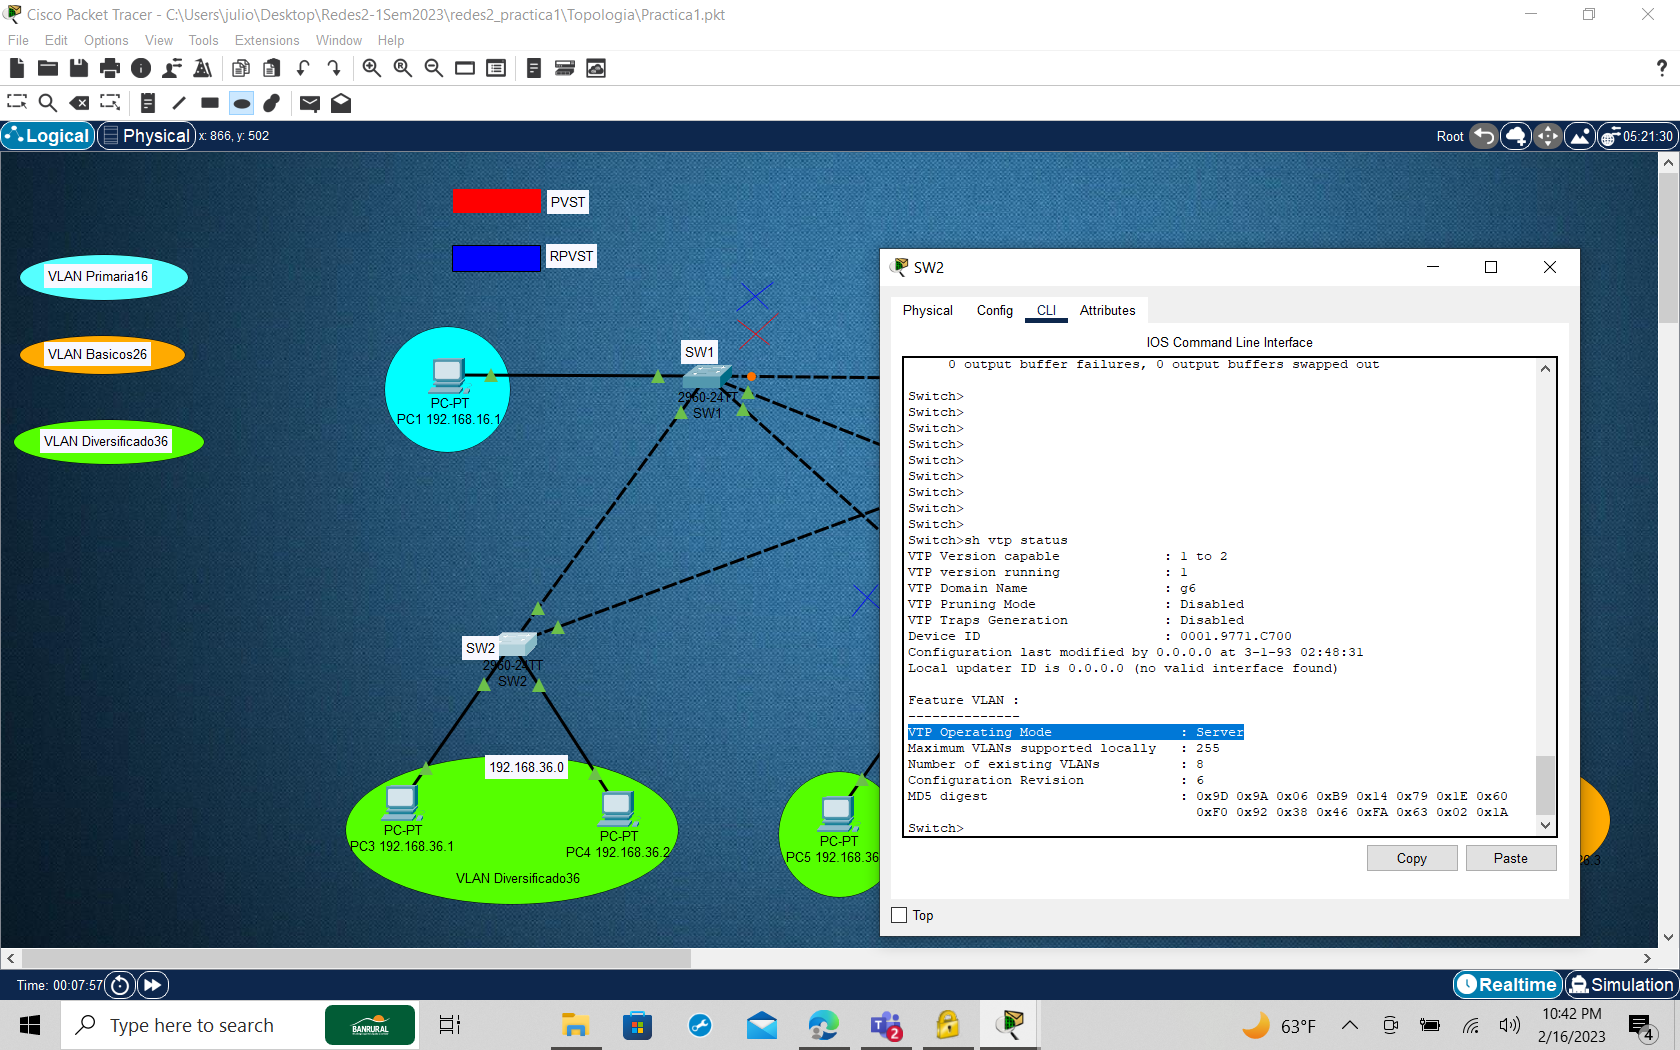 Cisco Packet Tracer - C:\Users\julio\Desktop\Redes2-1Sem2023\redes2_practica1\Topologia\Practica1.pkt
File Edit Options View Tools Extensions Window Help
?
Logical Physical x: 866, y: 502 Root 05:21:30
PVST
RPVST
VLAN Primaria16
VLAN Basicos26
VLAN Diversificado36
PC-PT
PC1 192.168.16.1
SW1
2960-24TT
SW1
SW2
2960-24TT
SW2
192.168.36.0
PC-PT
PC3 192.168.36.1
PC-PT
PC4 192.168.36.2
VLAN Diversificado36
PC-PT
PC5 192.168.36
6.3
SW2
Physical Config CLI Attributes
IOS Command Line Interface
0 output buffer failures, 0 output buffers swapped out
Switch>
Switch>
Switch>
Switch>
Switch>
Switch>
Switch>
Switch>
Switch>
Switch>sh vtp status
VTP Version capable : 1 to 2
VTP version running : 1
VTP Domain Name : g6
VTP Pruning Mode : Disabled
VTP Traps Generation : Disabled
Device ID : 0001.9771.C700
Configuration last modified by 0.0.0.0 at 3-1-93 02:48:31
Local updater ID is 0.0.0.0 (no valid interface found)
Feature VLAN :
--------------
VTP Operating Mode : Server
Maximum VLANs supported locally : 255
Number of existing VLANs : 8
Configuration Revision : 6
MD5 digest : 0x9D 0x9A 0x06 0xB9 0x14 0x79 0x1E 0x60
0xF0 0x92 0x38 0x46 0xFA 0x63 0x02 0x1A
Switch>
Copy Paste
Top
Time: 00:07:57 Realtime Simulation
Type here to search
BANRURAL
2
63°F
10:42 PM
2/16/2023
4